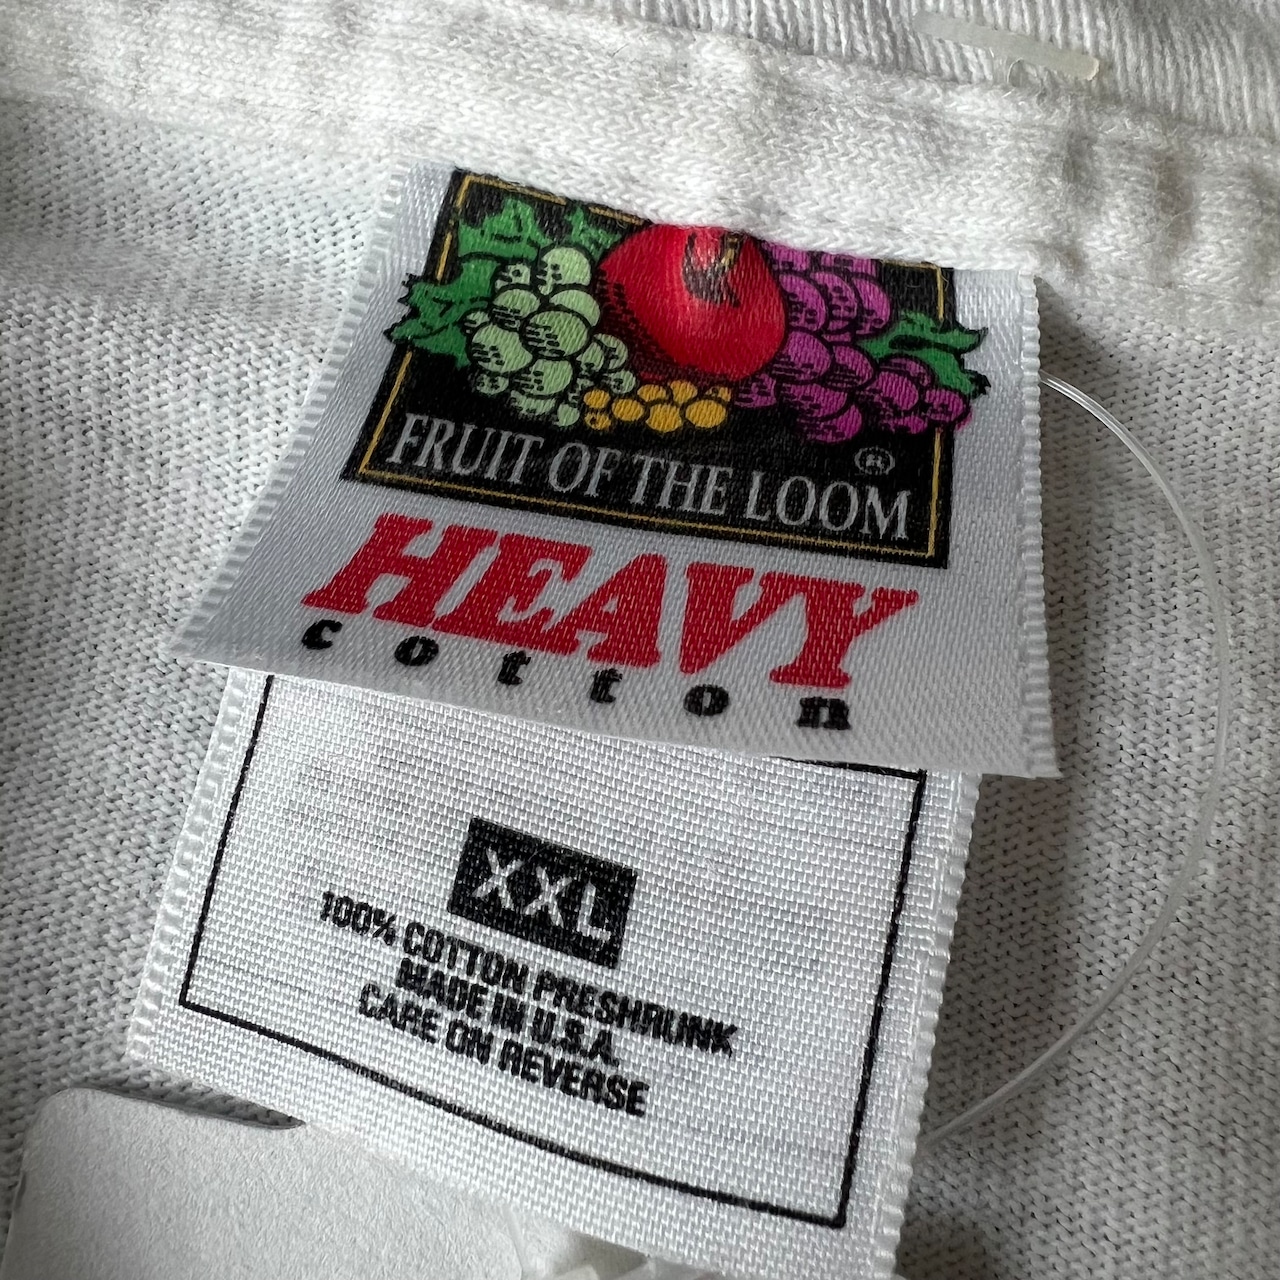 FRUIT OF THE LOOM ®
HEAVY
cotton
XXL
100% COTTON PRESHRUNK
MADE IN U.S.A.
CARE ON REVERSE